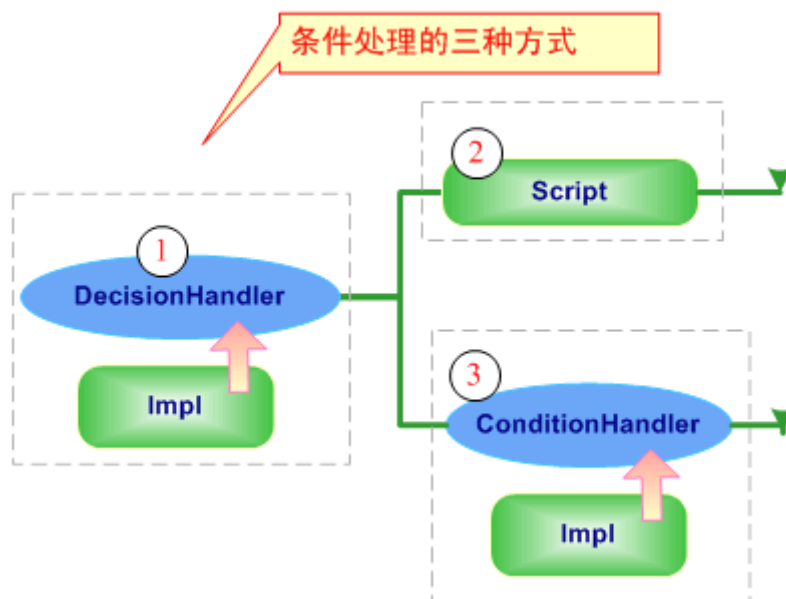 条件处理的三种方式
2
Script
1
DecisionHandler
Impl
3
ConditionHandler
Impl